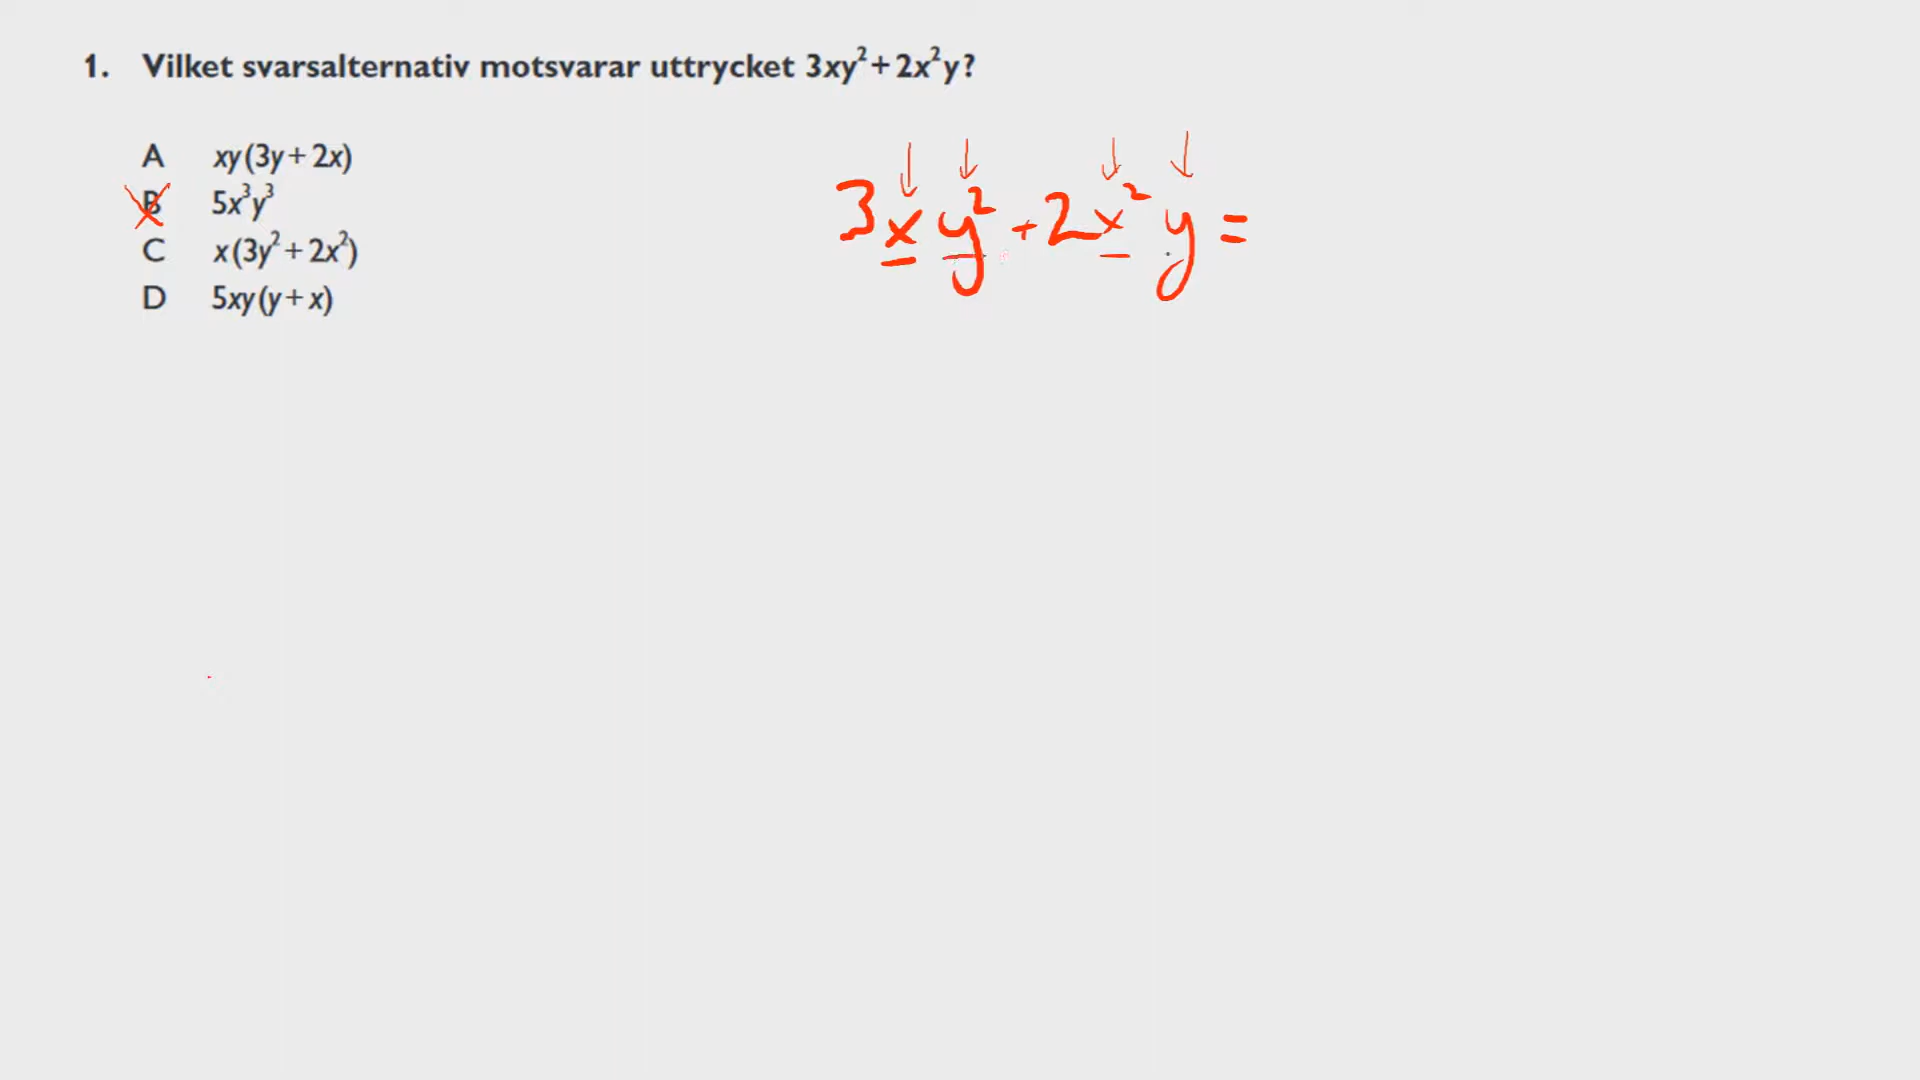 1. Vilket svarsalternativ motsvarar uttrycket 3xy²+2x²y?
A xy(3y+2x)
B 5x³y³
C x(3y²+2x²)
D 5xy(y+x)
3xy²+2x²y=